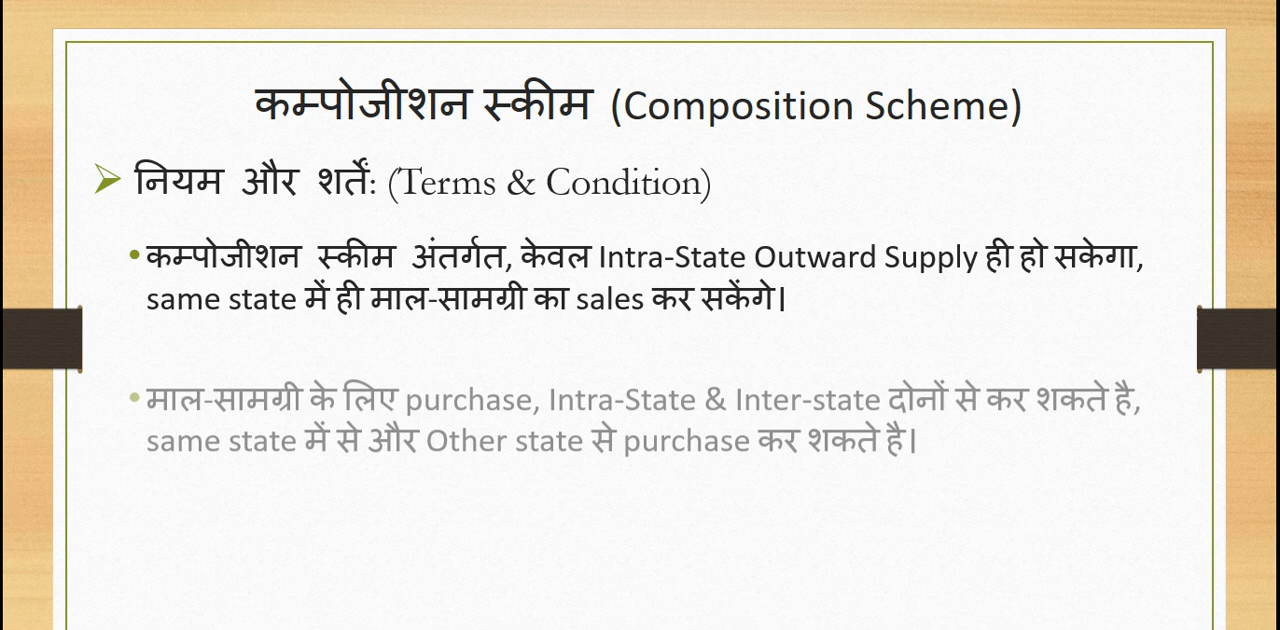 कम्पोजीशन स्कीम (Composition Scheme)
नियम और शर्तें: (Terms & Condition)
कम्पोजीशन स्कीम अंतर्गत, केवल Intra-State Outward Supply ही हो सकेगा,
same state में ही माल-सामग्री का sales कर सकेंगे।
माल-सामग्री के लिए purchase, Intra-State & Inter-state दोनों से कर शकते है,
same state में से और Other state से purchase कर शकते है।